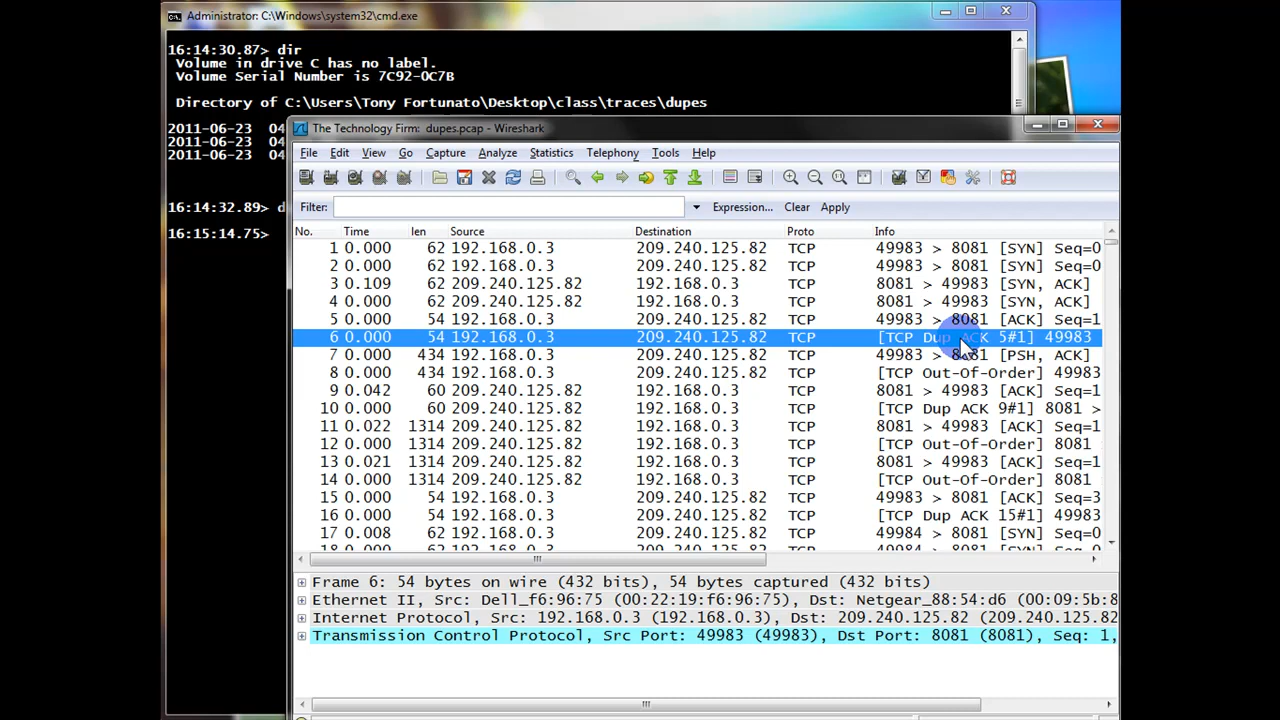 Administrator: C:\Windows\system32\cmd.exe
16:14:30.87> dir
Volume in drive C has no label.
Volume Serial Number is 7C92-0C7B
Directory of C:\Users\Tony Fortunato\Desktop\class\traces\dupes
2011-06-23 04
2011-06-23 04
2011-06-23 04
16:14:32.89> d
16:15:14.75>
The Technology Firm: dupes.pcap - Wireshark
File Edit View Go Capture Analyze Statistics Telephony Tools Help
Filter: Expression... Clear Apply
No. Time len Source Destination Proto Info
1 0.000 62 192.168.0.3 209.240.125.82 TCP 49983 > 8081 [SYN] Seq=0
2 0.000 62 192.168.0.3 209.240.125.82 TCP 49983 > 8081 [SYN] Seq=0
3 0.109 62 209.240.125.82 192.168.0.3 TCP 8081 > 49983 [SYN, ACK]
4 0.000 62 209.240.125.82 192.168.0.3 TCP 8081 > 49983 [SYN, ACK]
5 0.000 54 192.168.0.3 209.240.125.82 TCP 49983 > 8081 [ACK] Seq=1
6 0.000 54 192.168.0.3 209.240.125.82 TCP [TCP Dup ACK 5#1] 49983
7 0.000 434 192.168.0.3 209.240.125.82 TCP 49983 > 8081 [PSH, ACK]
8 0.000 434 192.168.0.3 209.240.125.82 TCP [TCP Out-Of-Order] 49983
9 0.042 60 209.240.125.82 192.168.0.3 TCP 8081 > 49983 [ACK] Seq=1
10 0.000 60 209.240.125.82 192.168.0.3 TCP [TCP Dup ACK 9#1] 8081 >
11 0.022 1314 209.240.125.82 192.168.0.3 TCP 8081 > 49983 [ACK] Seq=1
12 0.000 1314 209.240.125.82 192.168.0.3 TCP [TCP Out-Of-Order] 8081
13 0.021 1314 209.240.125.82 192.168.0.3 TCP 8081 > 49983 [ACK] Seq=1
14 0.000 1314 209.240.125.82 192.168.0.3 TCP [TCP Out-Of-Order] 8081
15 0.000 54 192.168.0.3 209.240.125.82 TCP 49983 > 8081 [ACK] Seq=3
16 0.000 54 192.168.0.3 209.240.125.82 TCP [TCP Dup ACK 15#1] 49983
17 0.008 62 192.168.0.3 209.240.125.82 TCP 49984 > 8081 [SYN] Seq=0
18 0.000 62 192.168.0.3 209.240.125.82 TCP 49984 > 8081 [SYN] Seq=0
Frame 6: 54 bytes on wire (432 bits), 54 bytes captured (432 bits)
Ethernet II, Src: Dell_f6:96:75 (00:22:19:f6:96:75), Dst: Netgear_88:54:d6 (00:09:5b:8
Internet Protocol, Src: 192.168.0.3 (192.168.0.3), Dst: 209.240.125.82 (209.240.125.82
Transmission Control Protocol, Src Port: 49983 (49983), Dst Port: 8081 (8081), Seq: 1,